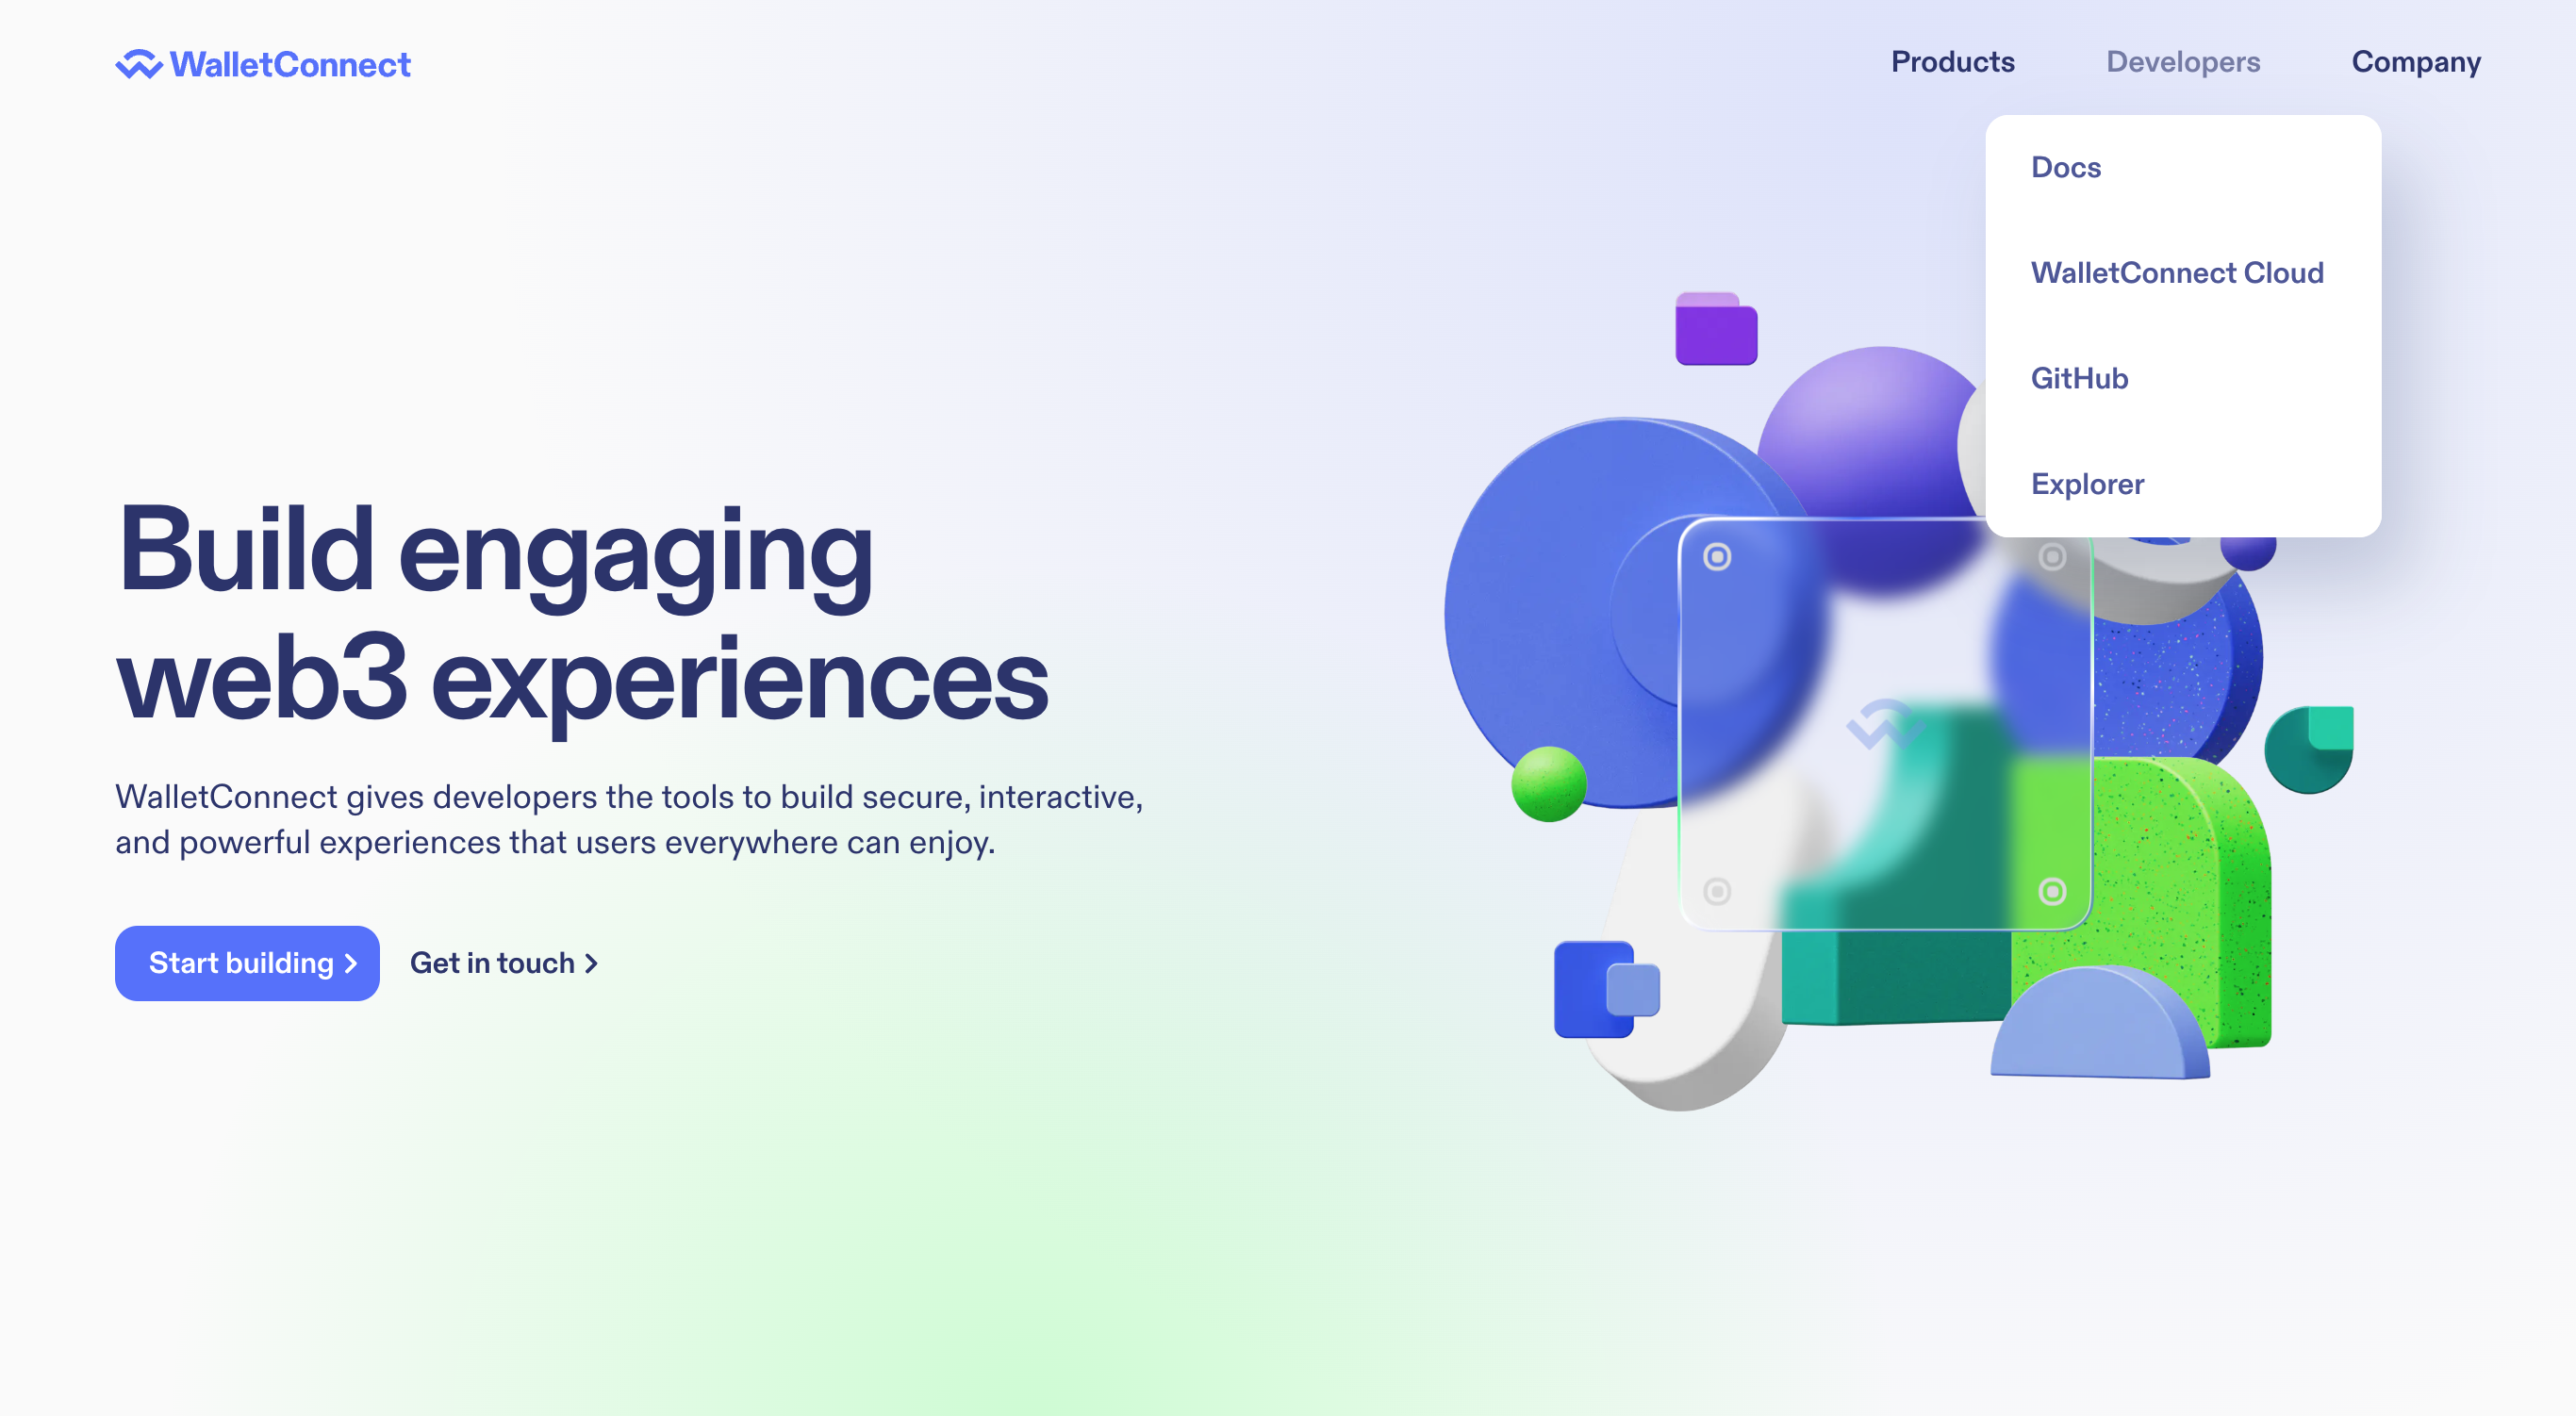 WalletConnect
Products
Developers
Company
Docs
WalletConnect Cloud
GitHub
Explorer
Build engaging
web3 experiences
WalletConnect gives developers the tools to build secure, interactive,
and powerful experiences that users everywhere can enjoy.
Start building
Get in touch